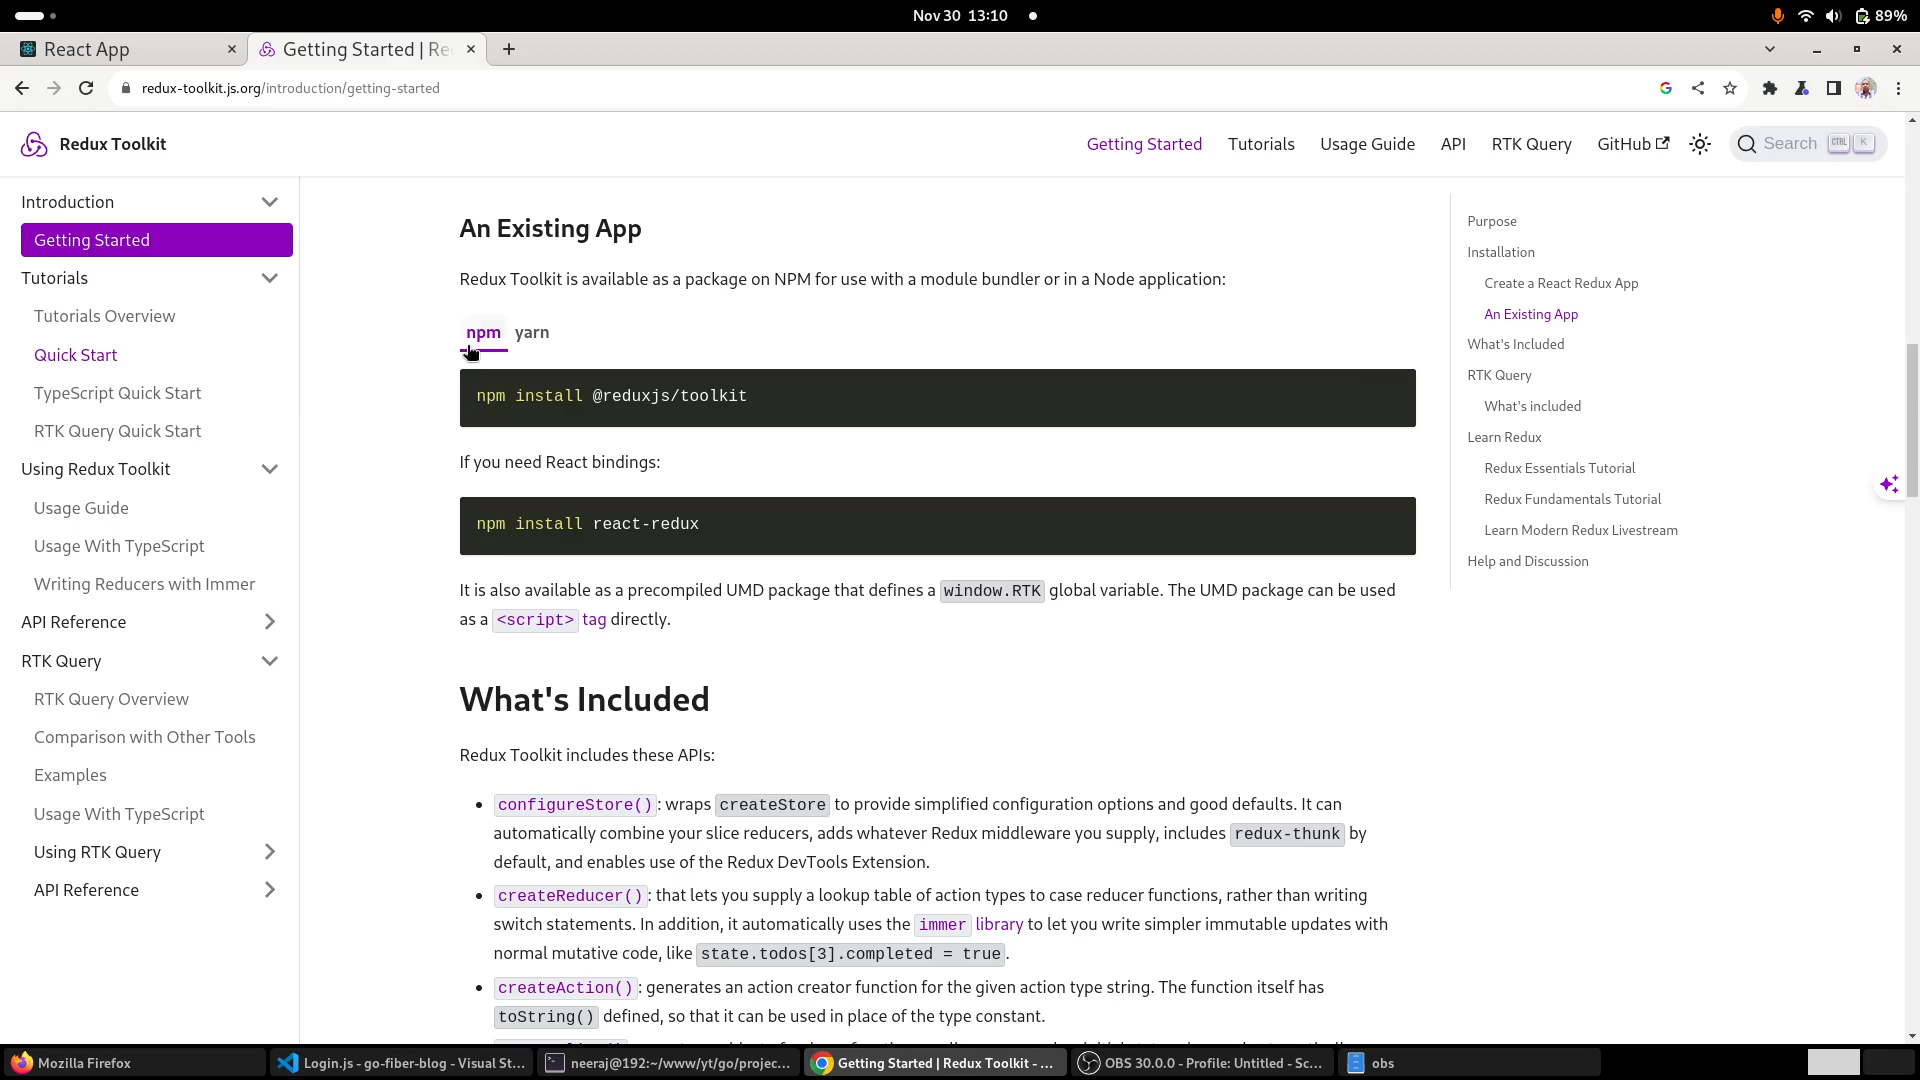 Nov 30 13:10
89%
React App
Getting Started | Re
redux-toolkit.js.org/introduction/getting-started
Redux Toolkit
Getting Started
Tutorials
Usage Guide
API
RTK Query
GitHub
Search
CTRL
K
Introduction
Getting Started
Tutorials
Tutorials Overview
Quick Start
TypeScript Quick Start
RTK Query Quick Start
Using Redux Toolkit
Usage Guide
Usage With TypeScript
Writing Reducers with Immer
API Reference
RTK Query
RTK Query Overview
Comparison with Other Tools
Examples
Usage With TypeScript
Using RTK Query
API Reference
An Existing App
Redux Toolkit is available as a package on NPM for use with a module bundler or in a Node application:
npm yarn
npm install @reduxjs/toolkit
If you need React bindings:
npm install react-redux
It is also available as a precompiled UMD package that defines a window.RTK global variable. The UMD package can be used
as a <script> tag directly.
What's Included
Redux Toolkit includes these APIs:
configureStore(): wraps createStore to provide simplified configuration options and good defaults. It can
automatically combine your slice reducers, adds whatever Redux middleware you supply, includes redux-thunk by
default, and enables use of the Redux DevTools Extension.
createReducer(): that lets you supply a lookup table of action types to case reducer functions, rather than writing
switch statements. In addition, it automatically uses the immer library to let you write simpler immutable updates with
normal mutative code, like state.todos[3].completed = true.
createAction(): generates an action creator function for the given action type string. The function itself has
toString() defined, so that it can be used in place of the type constant.
Purpose
Installation
Create a React Redux App
An Existing App
What's Included
RTK Query
What's included
Learn Redux
Redux Essentials Tutorial
Redux Fundamentals Tutorial
Learn Modern Redux Livestream
Help and Discussion
Mozilla Firefox
Login.js - go-fiber-blog - Visual St...
neeraj@192:~/www/yt/go/projec...
Getting Started | Redux Toolkit - ...
OBS 30.0.0 - Profile: Untitled - Sc...
obs